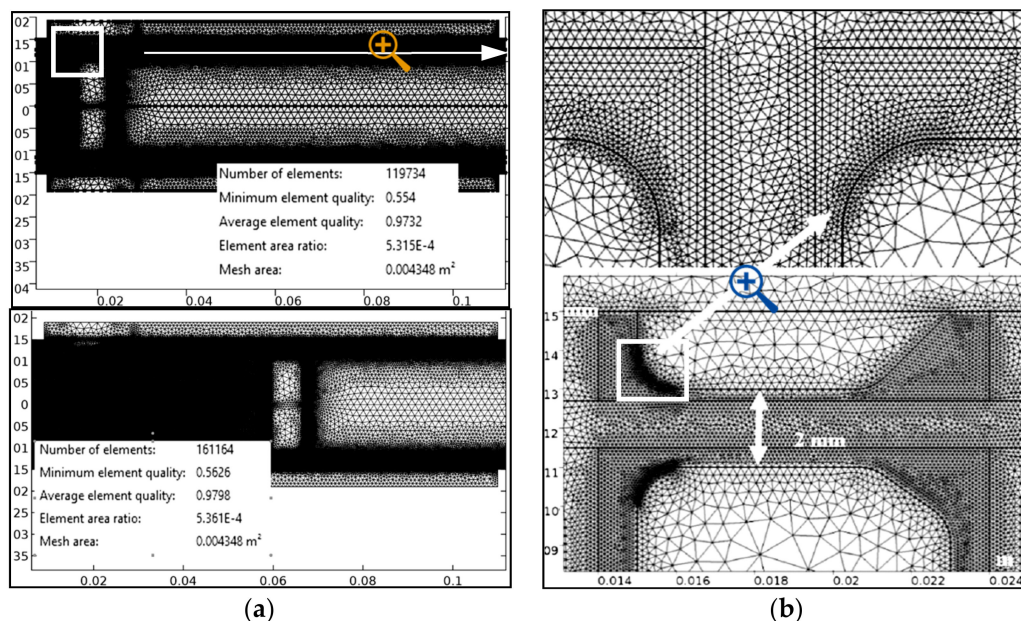 02
15
01
05
0
05
01
15
02
25
03
35
04
Number of elements: 119734
Minimum element quality: 0.554
Average element quality: 0.9732
Element area ratio: 5.315E-4
Mesh area: 0.004348 m²
0.02 0.04 0.06 0.08 0.1
02
15
01
05
0
05
01
15
02
25
03
35
Number of elements: 161164
Minimum element quality: 0.5626
Average element quality: 0.9798
Element area ratio: 5.361E-4
Mesh area: 0.004348 m²
0.02 0.04 0.06 0.08 0.1
(a)
15
14
13
12
11
10
09
2 mm
m
0.014 0.016 0.018 0.02 0.022 0.024
(b)